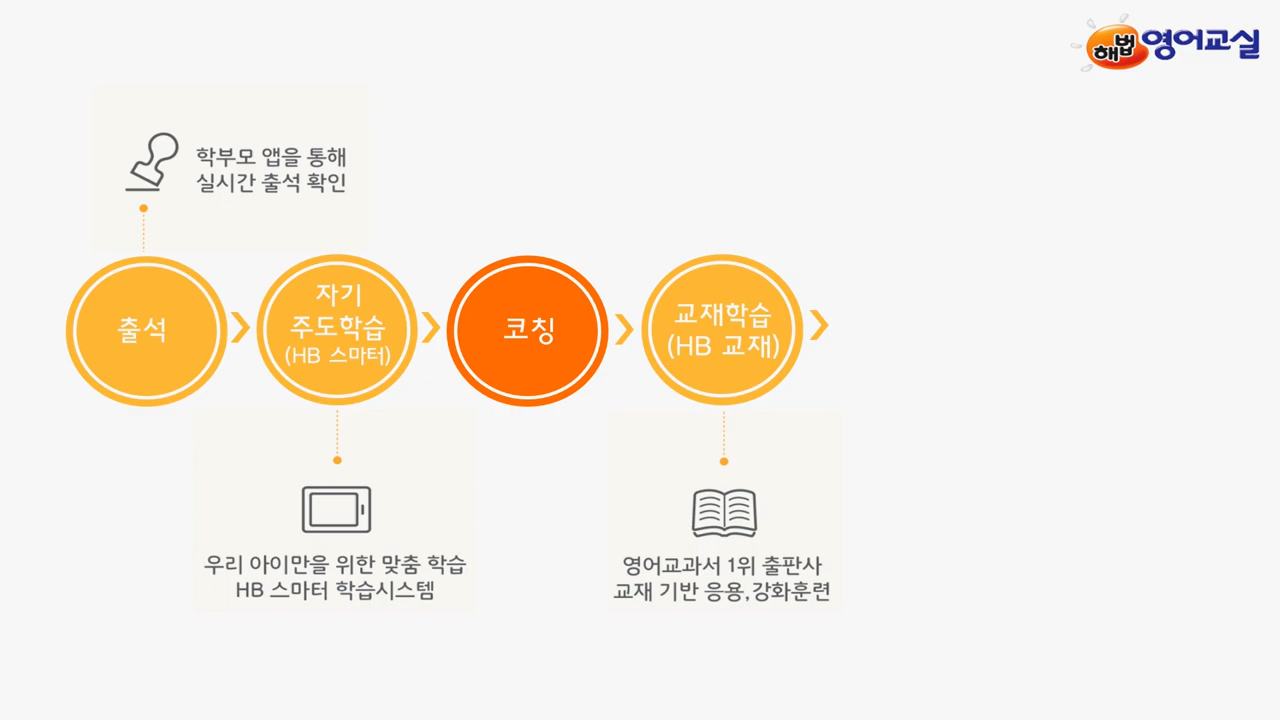 해법영어교실
학부모 앱을 통해
실시간 출석 확인
출석
자기
주도학습
(HB 스마터)
코칭
교재학습
(HB 교재)
우리 아이만을 위한 맞춤 학습
HB 스마터 학습시스템
영어교과서 1위 출판사
교재 기반 응용,강화훈련